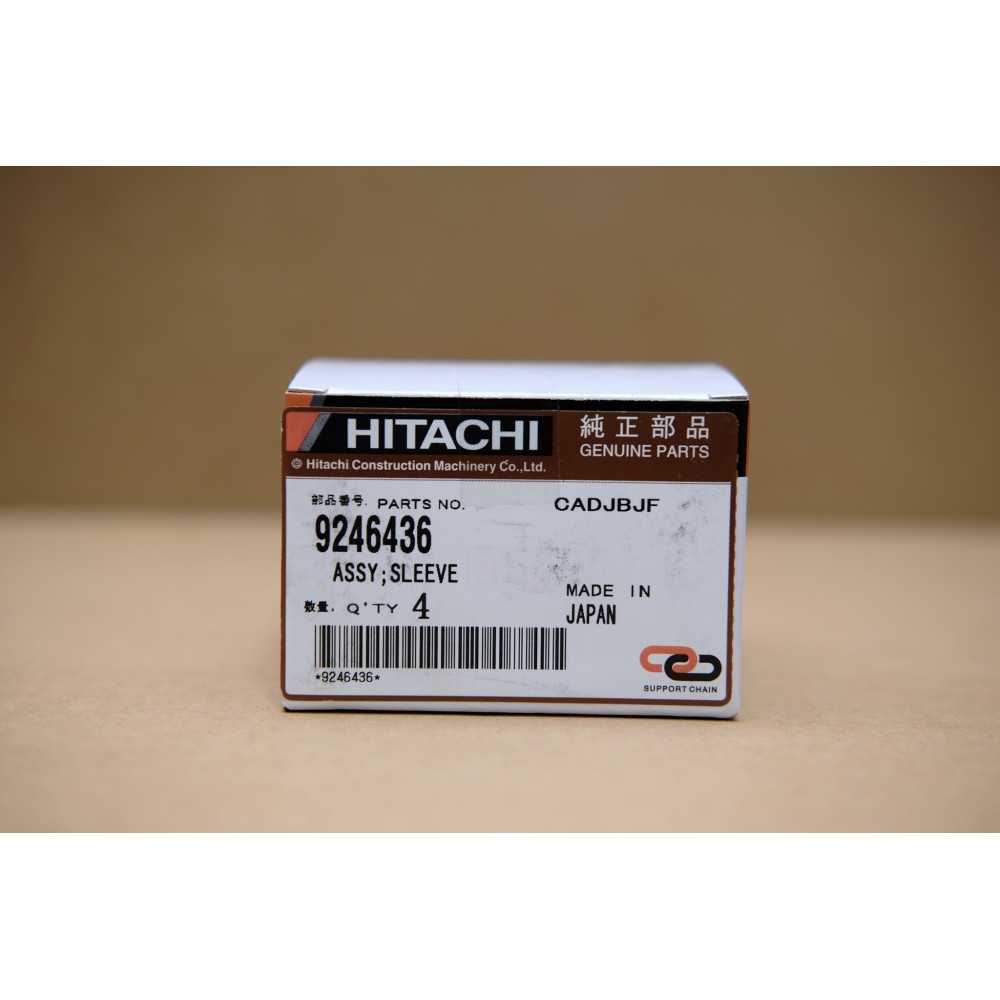 HITACHI
© Hitachi Construction Machinery Co.,Ltd.
純正部品
GENUINE PARTS
部品番号. PARTS NO.
CADJBJF
9246436
ASSY;SLEEVE
MADE IN
JAPAN
数量. Q'TY 4
*9246436*
SUPPORT CHAIN